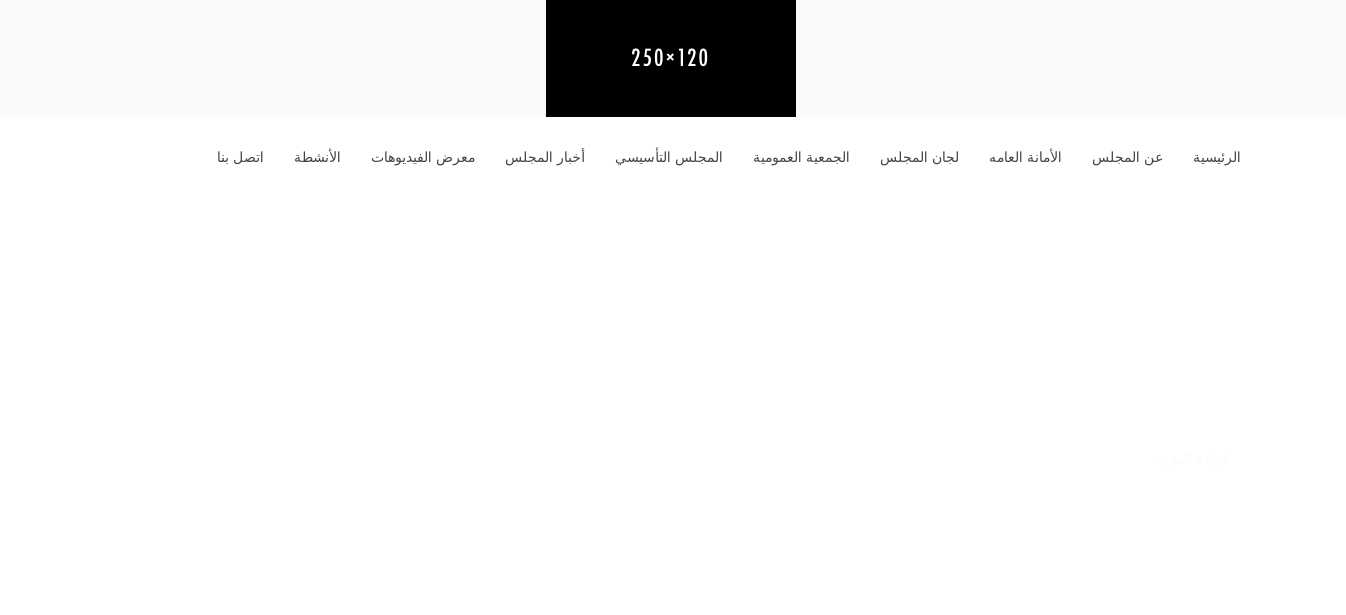 250×120
الرئيسية عن المجلس الأمانة العامه لجان المجلس الجمعية العمومية المجلس التأسيسي أخبار المجلس معرض الفيديوهات الأنشطة اتصل بنا